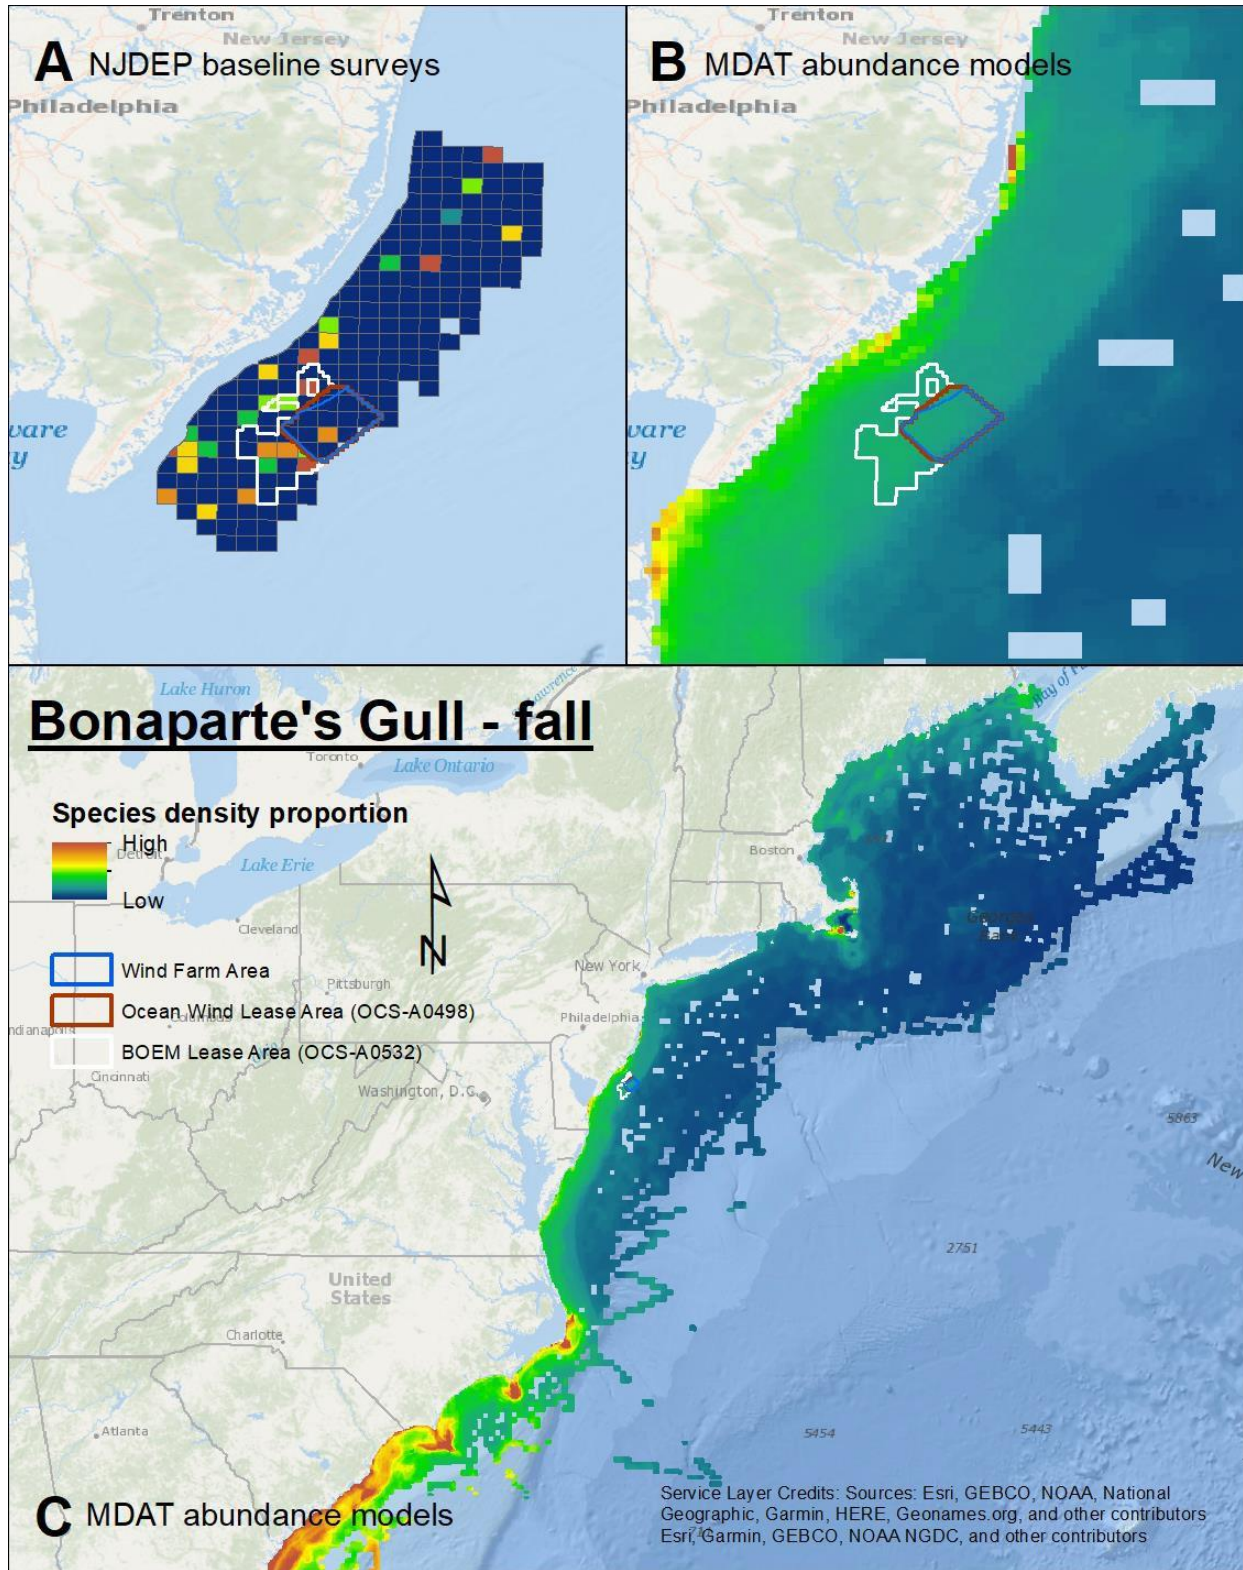 Trenton
New Jersey
A NJDEP baseline surveys
Philadelphia
ware
y
Trenton
New Jersey
B MDAT abundance models
Philadelphia
ware
y
Lake Huron
Bonaparte's Gull - fall
Toronto
Lake Ontario
Species density proportion
High
Detroit
Low
Lake Erie
Boston
Cleveland
N
New York
Wind Farm Area
Pittsburgh
Ocean Wind Lease Area (OCS-A0498)
Philadelphia
ndianapolis
BOEM Lease Area (OCS-A0532)
Cincinnati
Washington, D.C.
5863
New
2751
United
States
Charlotte
Atlanta
5454
5443
C MDAT abundance models
Service Layer Credits: Sources: Esri, GEBCO, NOAA, National
Geographic, Garmin, HERE, Geonames.org, and other contributors
Esri, Garmin, GEBCO, NOAA NGDC, and other contributors